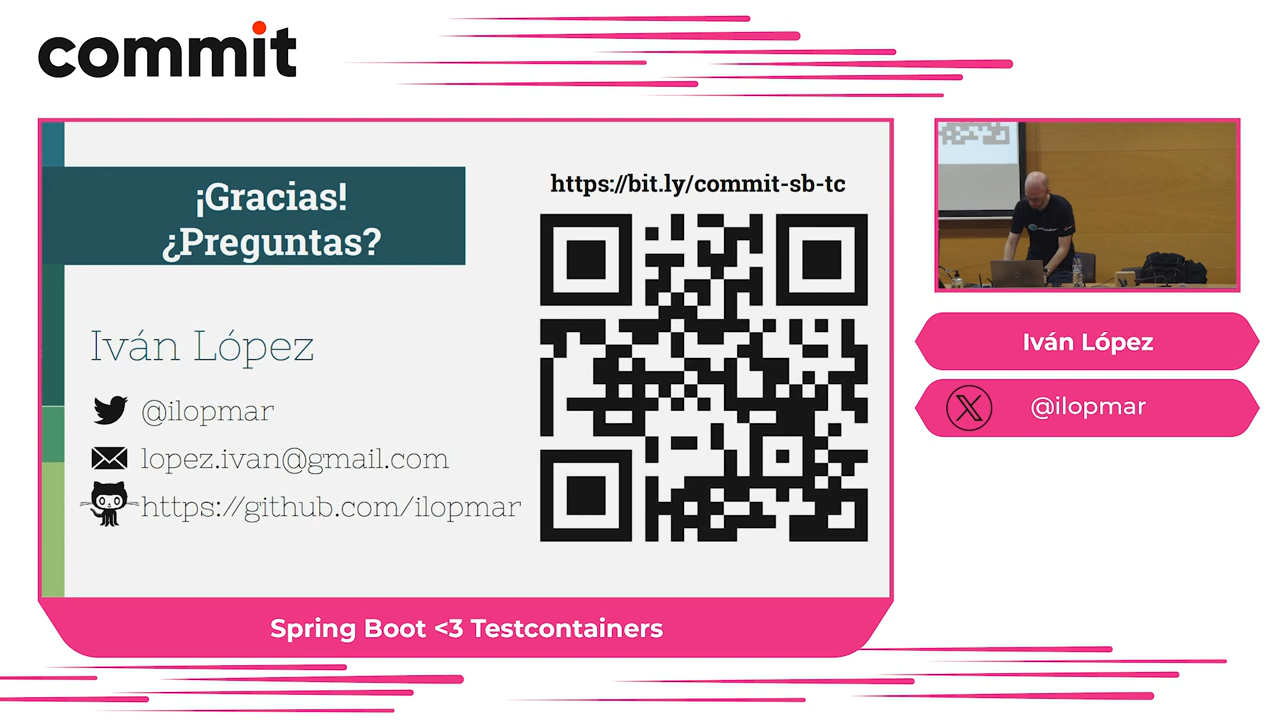 commit
¡Gracias!
¿Preguntas?
Iván López
@ilopmar
lopez.ivan@gmail.com
https://github.com/ilopmar
https://bit.ly/commit-sb-tc
Iván López
@ilopmar
Spring Boot <3 Testcontainers